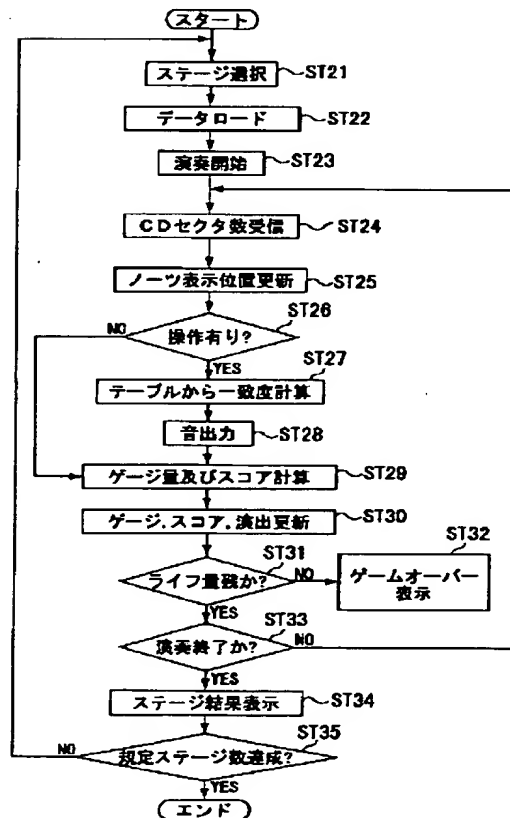 スタート
ステージ選択 ST21
データロード ST22
演奏開始 ST23
CDセクタ数受信 ST24
ノーツ表示位置更新 ST25
操作有り? ST26
NO
YES
テーブルから一致度計算 ST27
音出力 ST28
ゲージ量及びスコア計算 ST29
ゲージ,スコア,演出更新 ST30
ライフ量残か? ST31
NO
YES
ゲームオーバー ST32
表示
演奏終了か? ST33
NO
YES
ステージ結果表示 ST34
規定ステージ数達成? ST35
NO
YES
エンド